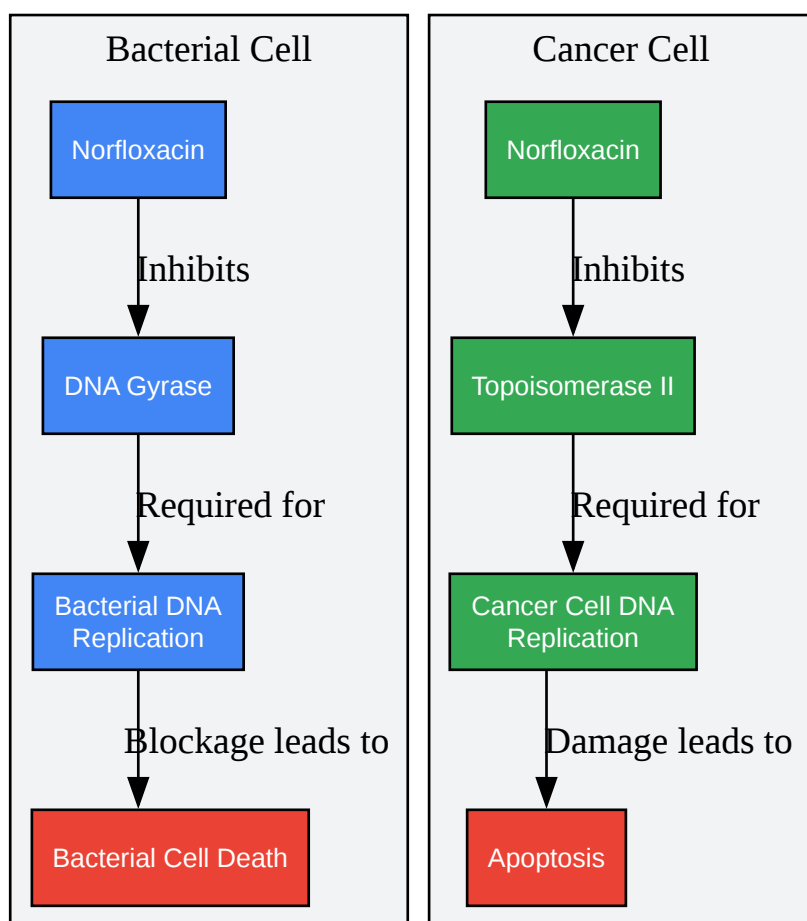 Bacterial Cell
Norfloxacin
Inhibits
DNA Gyrase
Required for
Bacterial DNA
Replication
Blockage leads to
Bacterial Cell Death
Cancer Cell
Norfloxacin
Inhibits
Topoisomerase II
Required for
Cancer Cell DNA
Replication
Damage leads to
Apoptosis